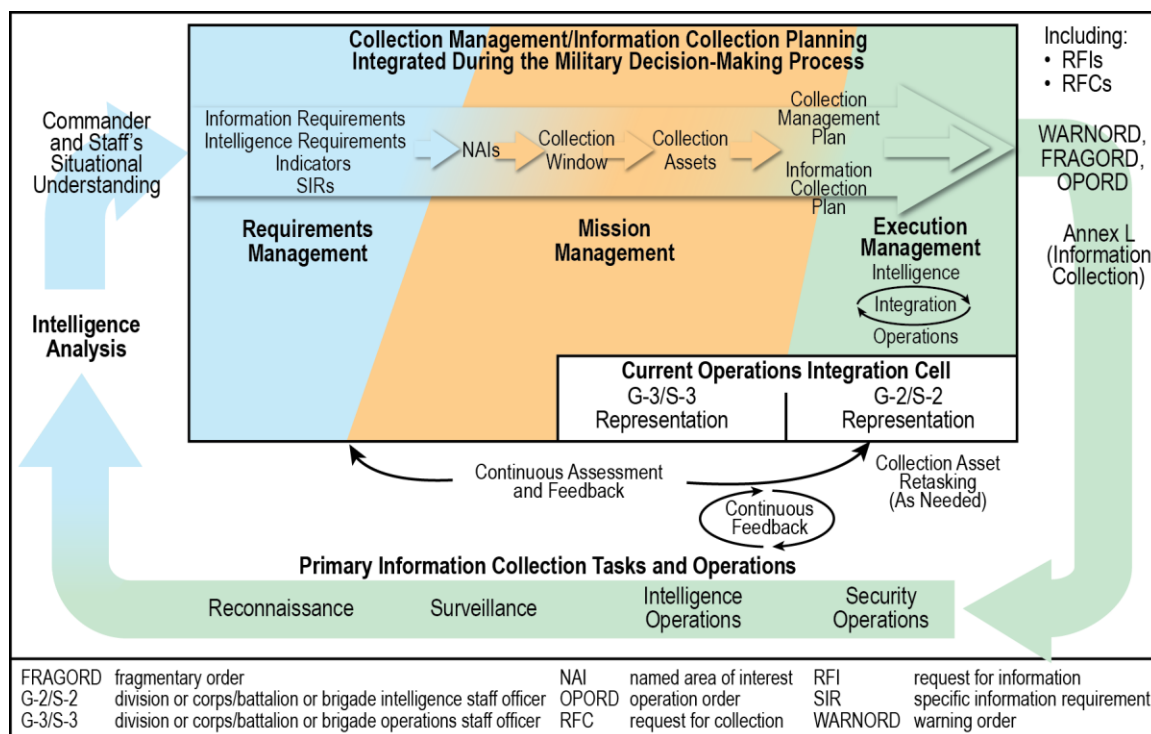 Collection Management/Information Collection Planning
Integrated During the Military Decision-Making Process
Including:
• RFIs
• RFCs
Commander
and Staff's
Situational
Understanding
Information Requirements
Intelligence Requirements
Indicators
SIRs
NAIs
Collection
Window
Collection
Assets
Collection
Management
Plan
Information
Collection
Plan
WARNORD,
FRAGORD,
OPORD
Annex L
(Information
Collection)
Requirements
Management
Mission
Management
Execution
Management
Intelligence
Integration
Operations
Intelligence
Analysis
Current Operations Integration Cell
G-3/S-3
Representation
G-2/S-2
Representation
Continuous Assessment
and Feedback
Collection Asset
Retasking
(As Needed)
Continuous
Feedback
Primary Information Collection Tasks and Operations
Reconnaissance
Surveillance
Intelligence
Operations
Security
Operations
FRAGORD fragmentary order
G-2/S-2 division or corps/battalion or brigade intelligence staff officer
G-3/S-3 division or corps/battalion or brigade operations staff officer
NAI named area of interest
OPORD operation order
RFC request for collection
RFI request for information
SIR specific information requirement
WARNORD warning order